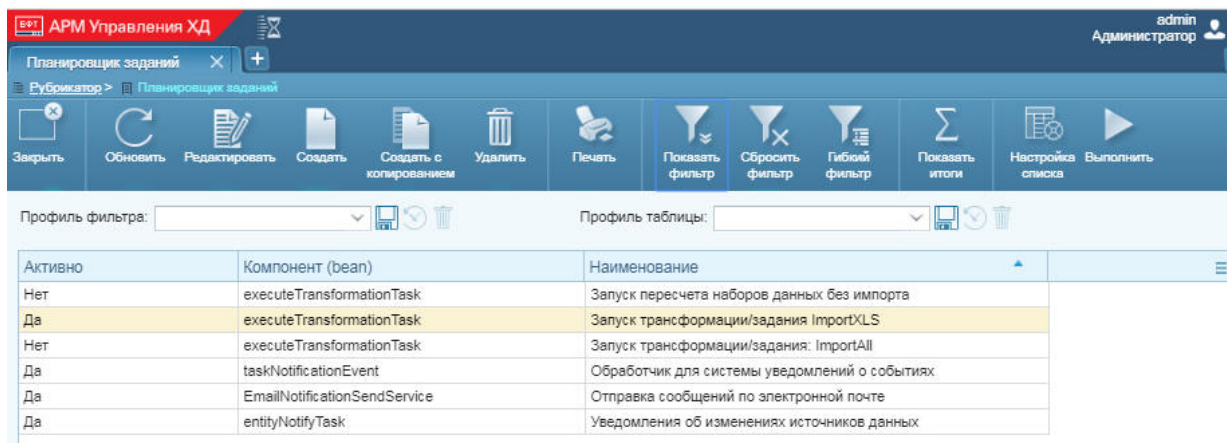 БФТ АРМ Управления ХД
admin
Администратор
Планировщик заданий
Рубрикатор > Планировщик заданий
Закрыть Обновить Редактировать Создать Создать с копированием Удалить Печать Показать фильтр Сбросить фильтр Гибкий фильтр Показать итоги Настройка списка Выполнить
Профиль фильтра: Профиль таблицы:
Активно Компонент (bean) Наименование
Нет executeTransformationTask Запуск пересчета наборов данных без импорта
Да executeTransformationTask Запуск трансформации/задания ImportXLS
Нет executeTransformationTask Запуск трансформации/задания: ImportAll
Да taskNotificationEvent Обработчик для системы уведомлений о событиях
Да EmailNotificationSendService Отправка сообщений по электронной почте
Да entityNotifyTask Уведомления об изменениях источников данных